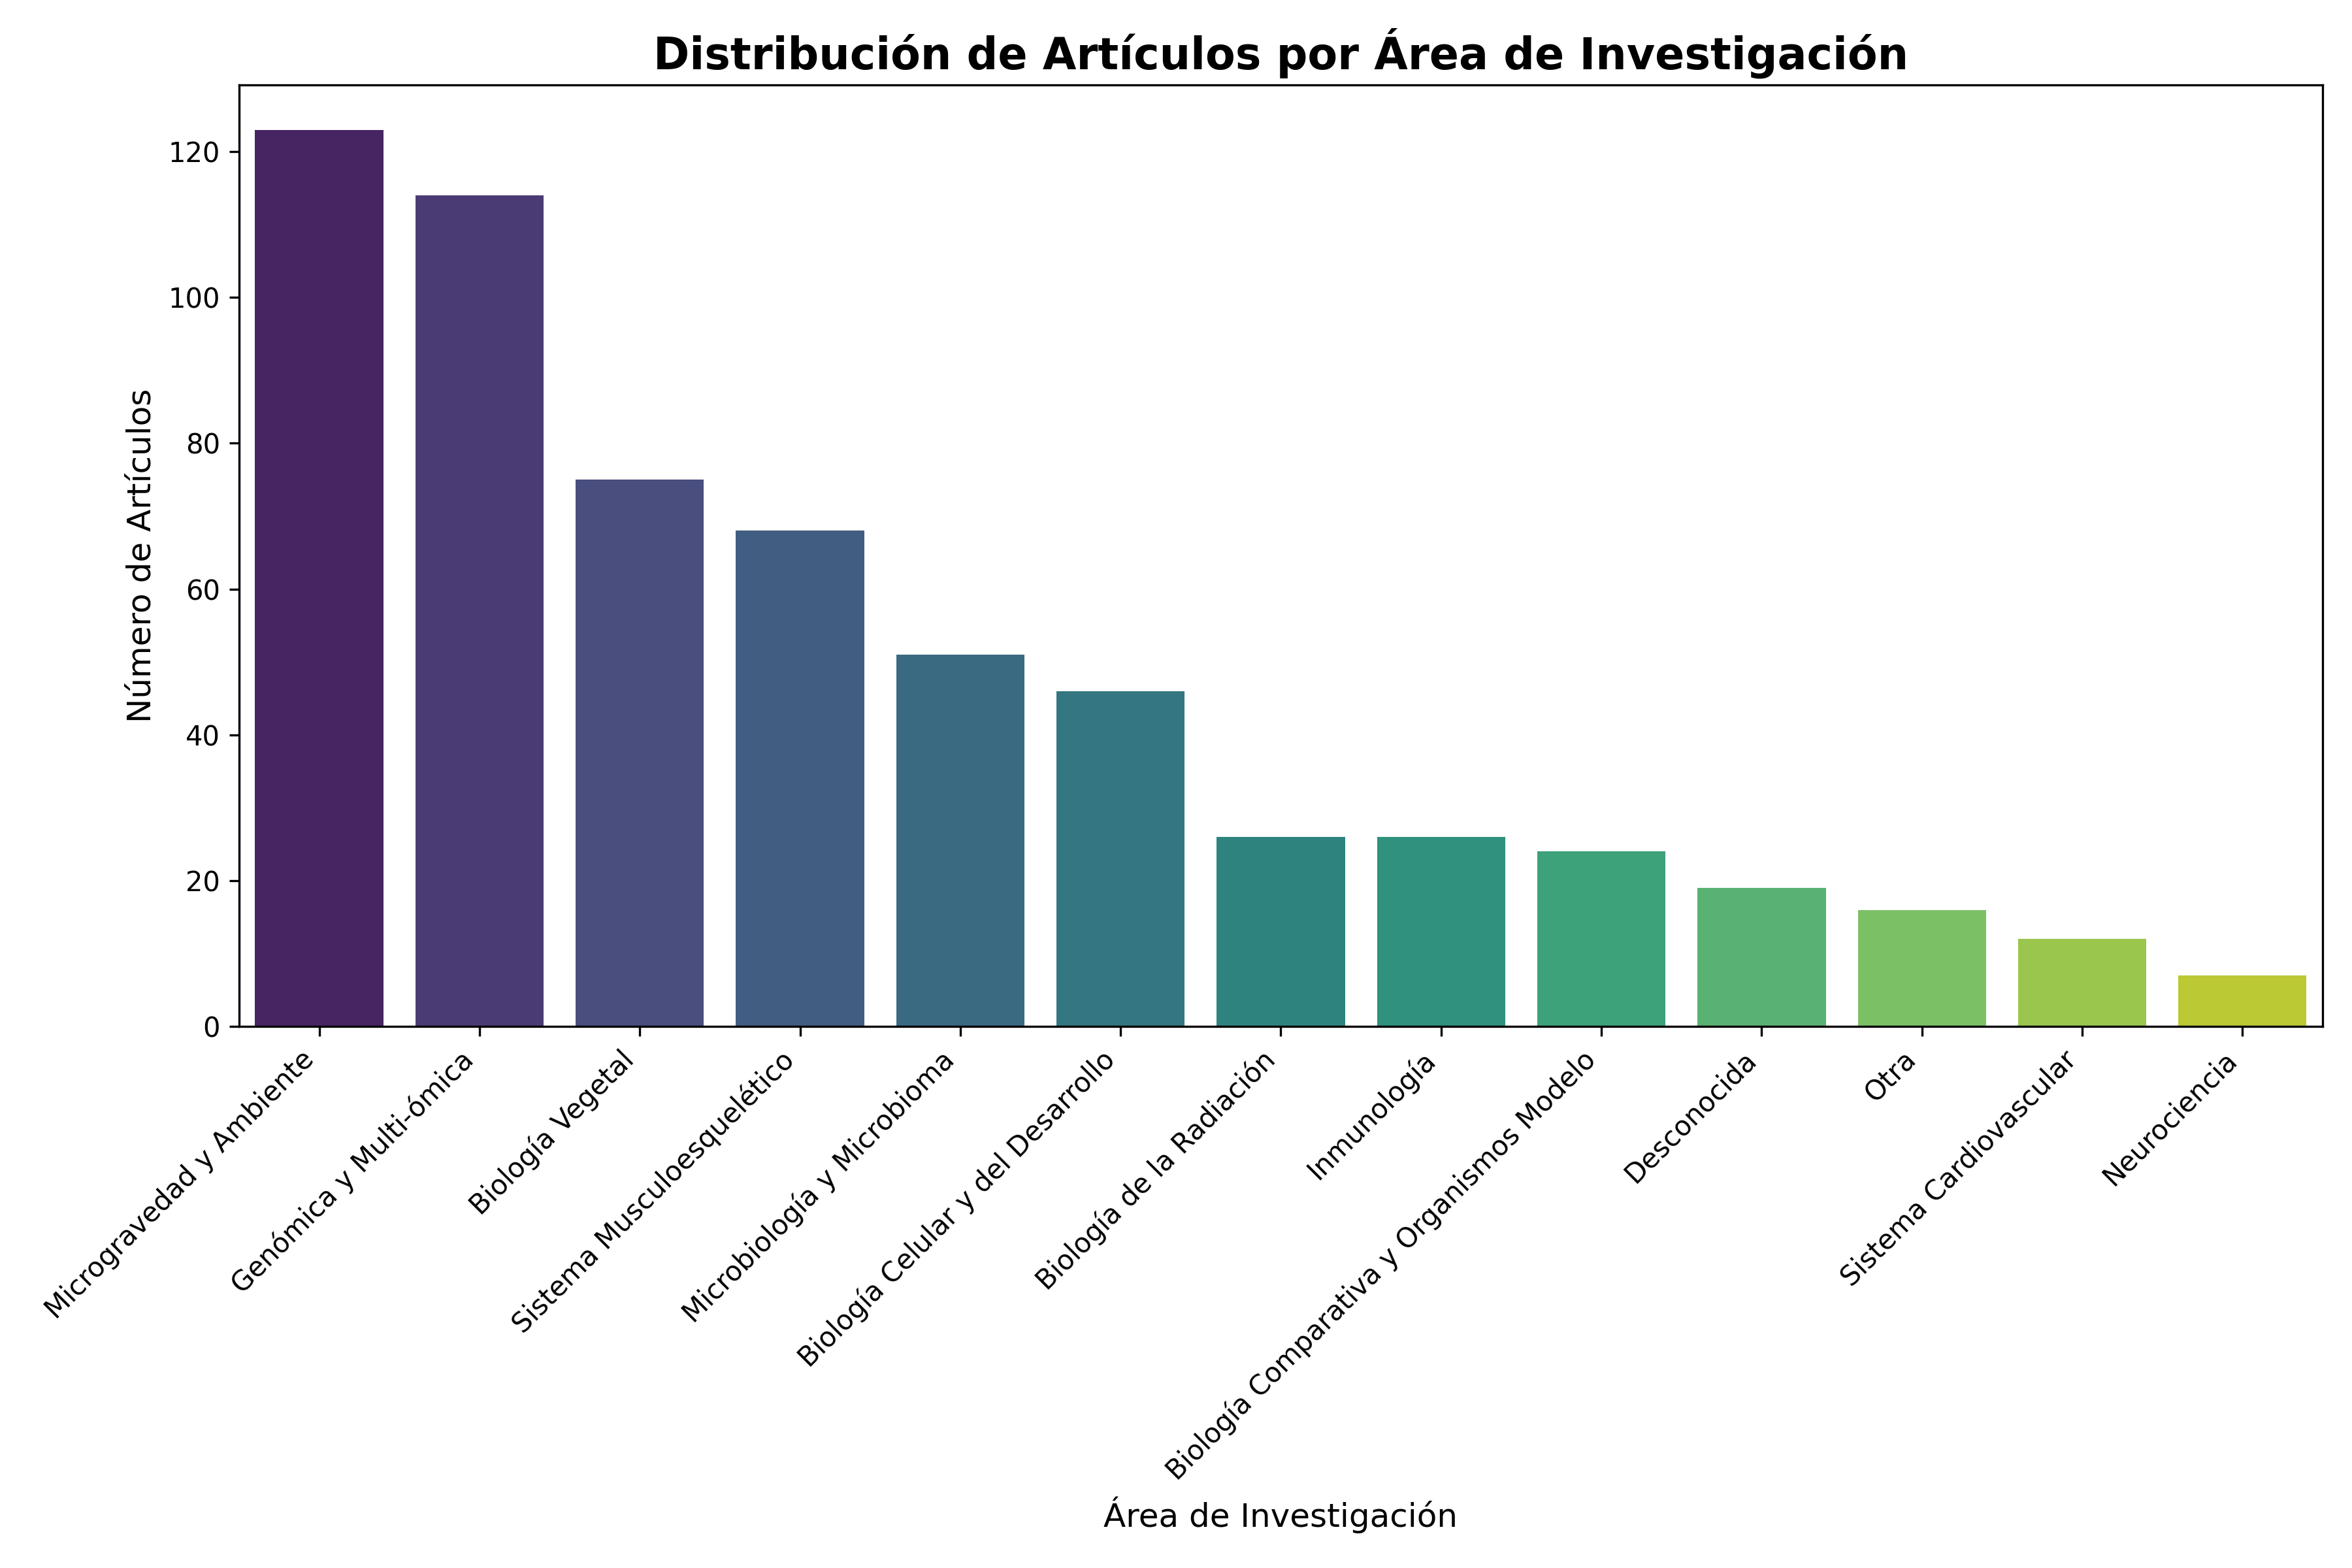 Distribución de Artículos por Área de Investigación
Número de Artículos
120
100
80
60
40
20
0
Microgravedad y Ambiente
Genómica y Multi-ómica
Biología Vegetal
Sistema Musculoesquelético
Microbiología y Microbioma
Biología Celular y del Desarrollo
Biología de la Radiación
Inmunología
Biología Comparativa y Organismos Modelo
Desconocida
Otra
Sistema Cardiovascular
Neurociencia
Área de Investigación